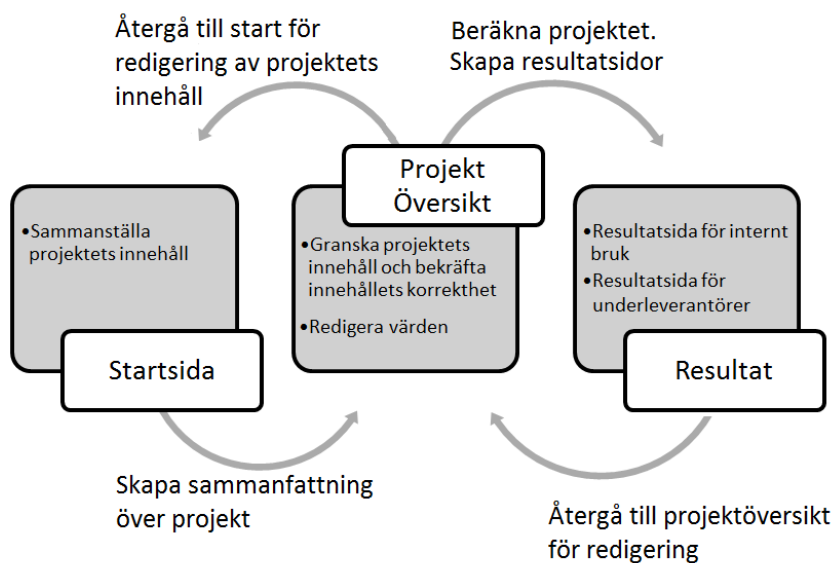 Återgå till start för
redigering av projektets
innehåll
Beräkna projektet.
Skapa resultatsidor
•Sammanställa
projektets innehåll
Startsida
Projekt
Översikt
•Granska projektets
innehåll och bekräfta
innehållets korrekthet
•Redigera värden
•Resultatsida för internt
bruk
•Resultatsida för
underleverantörer
Resultat
Skapa sammanfattning
över projekt
Återgå till projektöversikt
för redigering